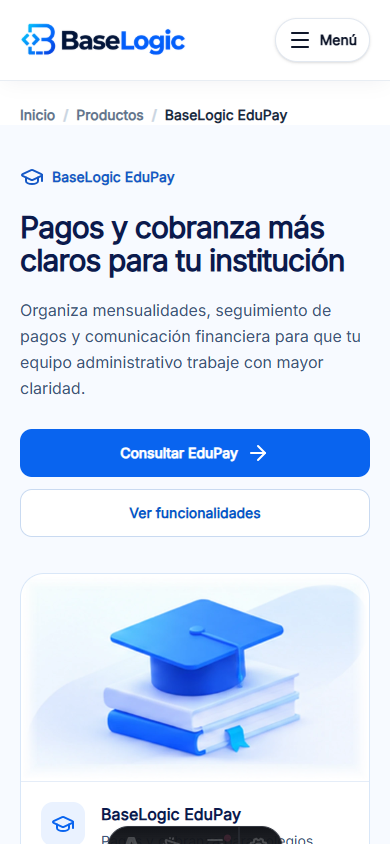 BaseLogic
Menú
Inicio / Productos / BaseLogic EduPay
BaseLogic EduPay
Pagos y cobranza más
claros para tu institución
Organiza mensualidades, seguimiento de
pagos y comunicación financiera para que tu
equipo administrativo trabaje con mayor
claridad.
Consultar EduPay
Ver funcionalidades
BaseLogic EduPay